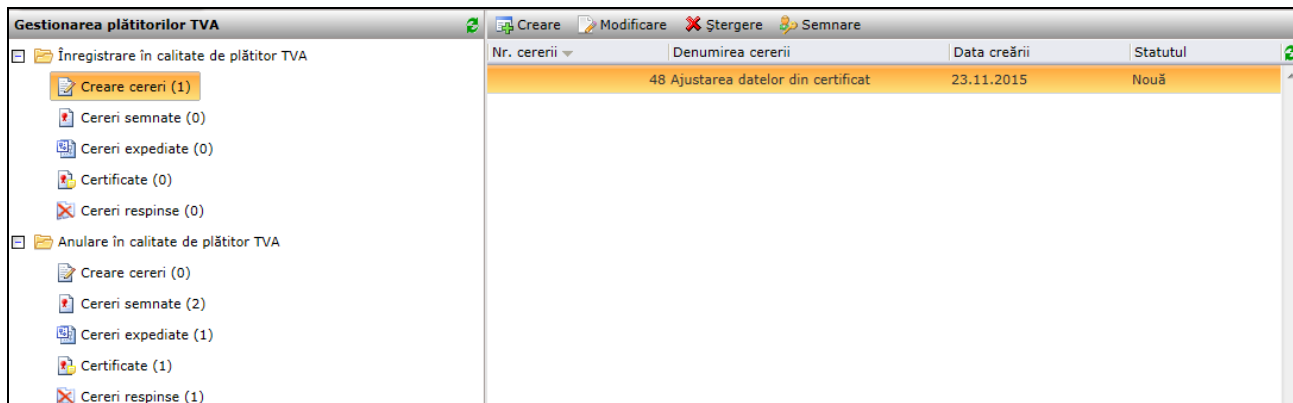 Gestionarea plătitorilor TVA
Creare Modificare Ștergere Semnare
Înregistrare în calitate de plătitor TVA
Creare cereri (1)
Cereri semnate (0)
Cereri expediate (0)
Certificate (0)
Cereri respinse (0)
Anulare în calitate de plătitor TVA
Creare cereri (0)
Cereri semnate (2)
Cereri expediate (1)
Certificate (1)
Cereri respinse (1)
Nr. cererii Denumirea cererii Data creării Statutul
48 Ajustarea datelor din certificat 23.11.2015 Nouă